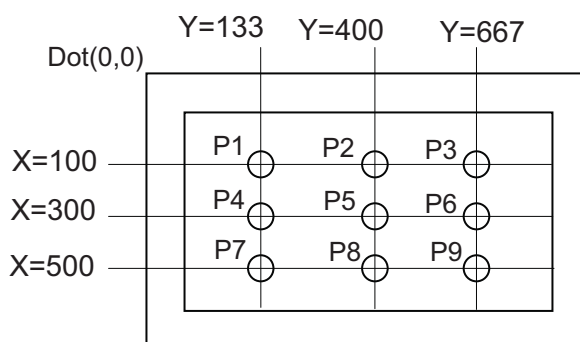 Y=133 Y=400 Y=667
Dot(0,0)
X=100 P1 P2 P3
X=300 P4 P5 P6
X=500 P7 P8 P9